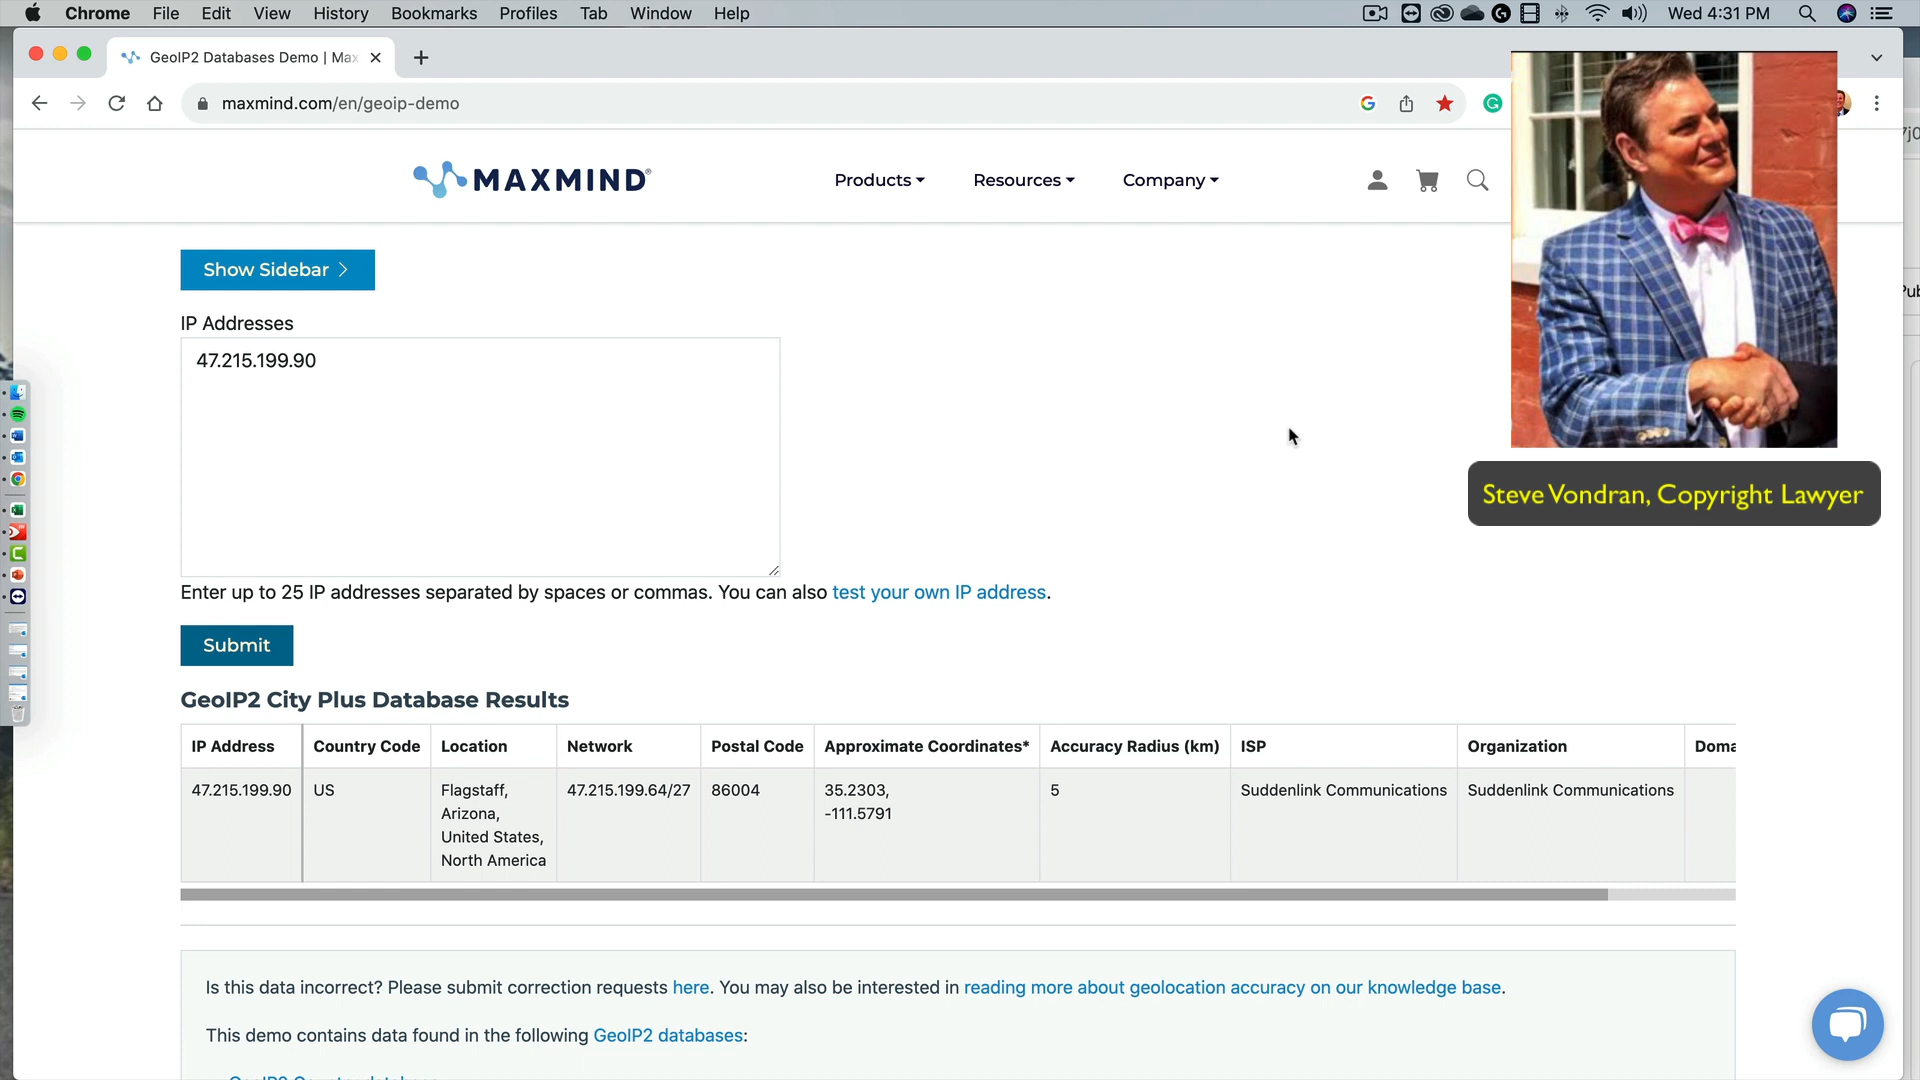 Chrome File Edit View History Bookmarks Profiles Tab Window Help
Wed 4:31 PM
GeoIP2 Databases Demo | Max
maxmind.com/en/geoip-demo
MAXMIND®
Products
Resources
Company
Show Sidebar
IP Addresses
47.215.199.90
Steve Vondran, Copyright Lawyer
Enter up to 25 IP addresses separated by spaces or commas. You can also test your own IP address.
Submit
GeoIP2 City Plus Database Results
IP Address Country Code Location Network Postal Code Approximate Coordinates* Accuracy Radius (km) ISP Organization Doma
47.215.199.90 US Flagstaff, 47.215.199.64/27 86004 35.2303, 5 Suddenlink Communications Suddenlink Communications
Arizona, -111.5791
United States,
North America
Is this data incorrect? Please submit correction requests here. You may also be interested in reading more about geolocation accuracy on our knowledge base.
This demo contains data found in the following GeoIP2 databases: